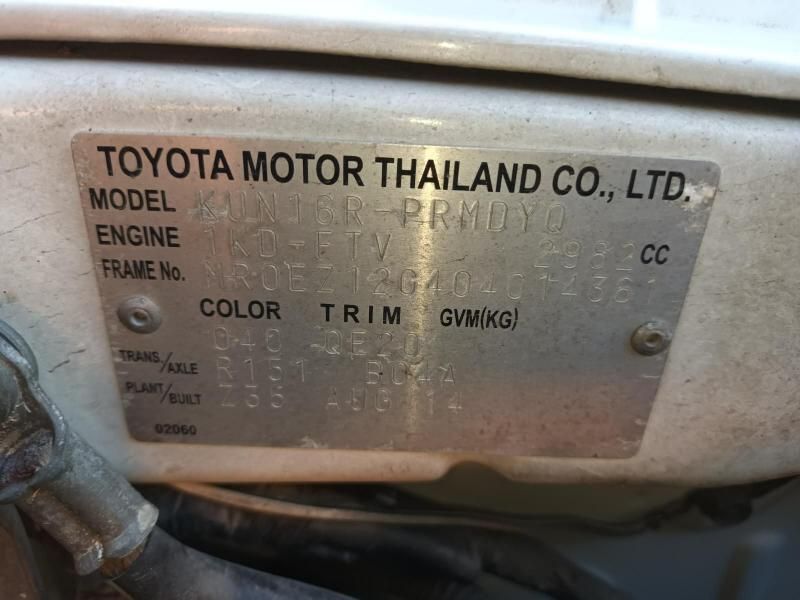 TOYOTA MOTOR THAILAND CO., LTD.
MODEL KUN16R-PRMDYQ
ENGINE 1KD-FTV 2982 CC
FRAME No. MR0EZ12G404014361
COLOR TRIM GVM(KG)
040 QE20
TRANS./AXLE R151 B04A
PLANT/BUILT Z36 AUG 14
02060